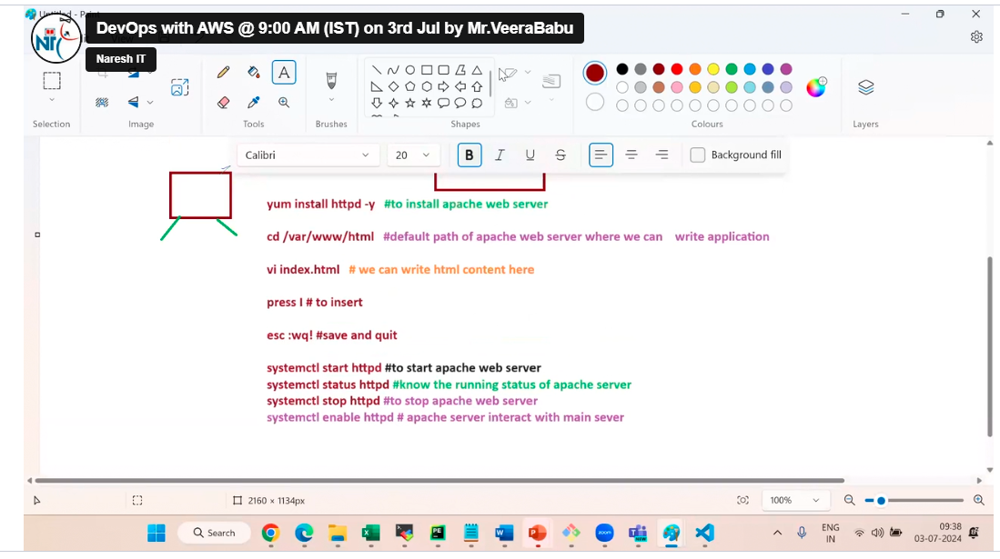 Untitled - Paint
DevOps with AWS @ 9:00 AM (IST) on 3rd Jul by Mr.VeeraBabu
Naresh IT
Selection
Image
Tools
Brushes
Shapes
Colours
Layers
Calibri
20
B I U S
Background fill
yum install httpd -y #to install apache web server
cd /var/www/html #default path of apache web server where we can write application
vi index.html # we can write html content here
press I # to insert
esc :wq! #save and quit
systemctl start httpd #to start apache web server
systemctl status httpd #know the running status of apache server
systemctl stop httpd #to stop apache web server
systemctl enable httpd # apache server interact with main sever
2160 × 1134px
100%
Search
ENG
IN
09:38
03-07-2024